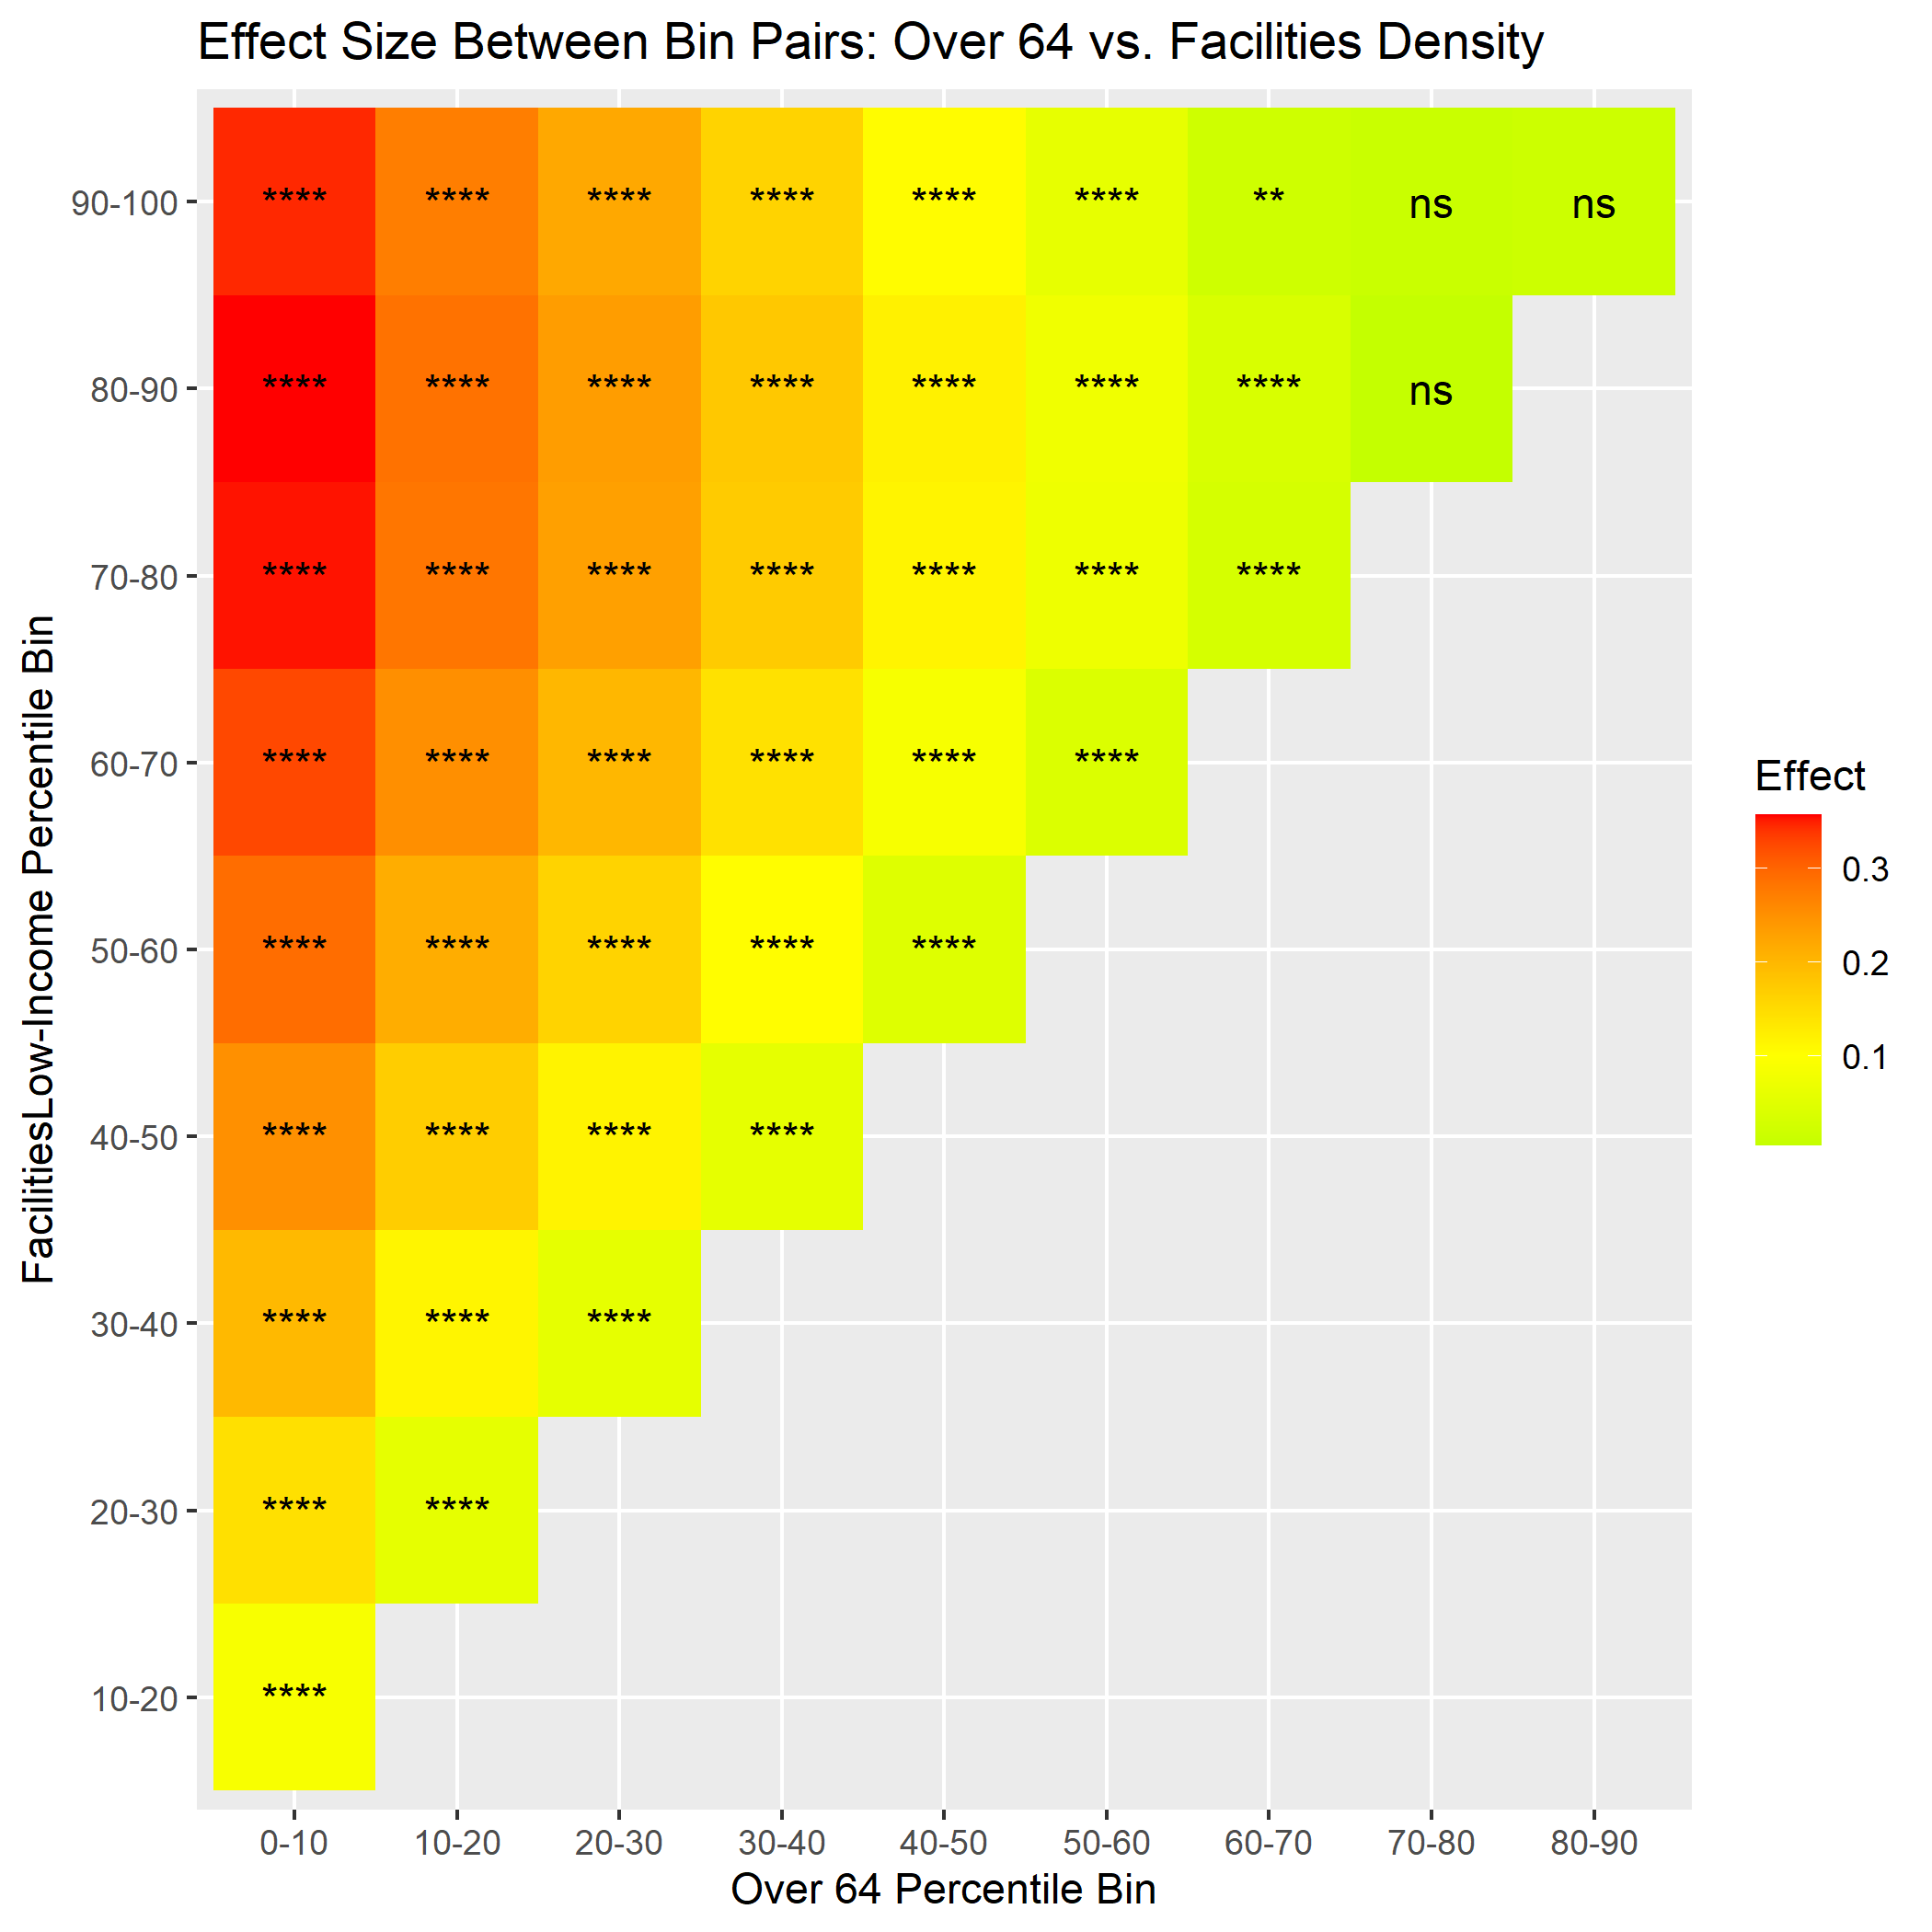 Effect Size Between Bin Pairs: Over 64 vs. Facilities Density
FacilitiesLow-Income Percentile Bin
90-100 **** **** **** **** **** **** ** ns ns
80-90 **** **** **** **** **** **** **** ns
70-80 **** **** **** **** **** **** ****
60-70 **** **** **** **** **** ****
50-60 **** **** **** **** ****
40-50 **** **** **** ****
30-40 **** **** ****
20-30 **** ****
10-20 ****
0-10 10-20 20-30 30-40 40-50 50-60 60-70 70-80 80-90
Over 64 Percentile Bin
Effect
0.3
0.2
0.1